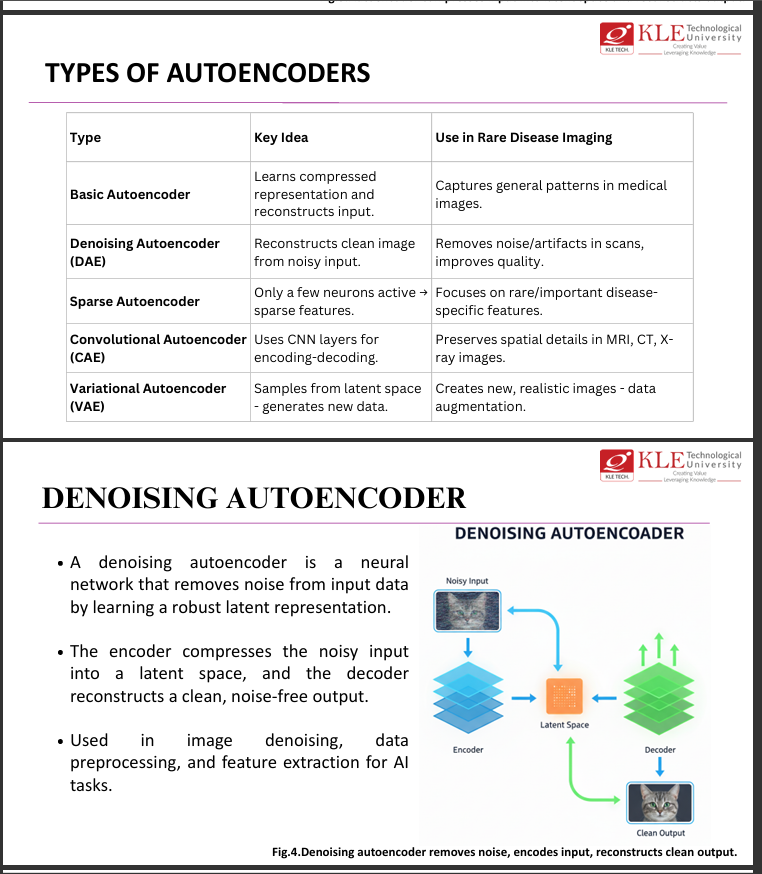 KLE Technological
University
Creating Value
Leveraging Knowledge
KLE TECH.
TYPES OF AUTOENCODERS
Type
Key Idea
Use in Rare Disease Imaging
Basic Autoencoder
Learns compressed
representation and
reconstructs input.
Captures general patterns in medical
images.
Denoising Autoencoder
(DAE)
Reconstructs clean image
from noisy input.
Removes noise/artifacts in scans,
improves quality.
Sparse Autoencoder
Only a few neurons active →
sparse features.
Focuses on rare/important disease-
specific features.
Convolutional Autoencoder
(CAE)
Uses CNN layers for
encoding-decoding.
Preserves spatial details in MRI, CT, X-
ray images.
Variational Autoencoder
(VAE)
Samples from latent space
- generates new data.
Creates new, realistic images - data
augmentation.
KLE Technological
University
Creating Value
Leveraging Knowledge
KLE TECH.
DENOISING AUTOENCODER
• A denoising autoencoder is a neural
network that removes noise from input data
by learning a robust latent representation.
• The encoder compresses the noisy input
into a latent space, and the decoder
reconstructs a clean, noise-free output.
• Used in image denoising, data
preprocessing, and feature extraction for AI
tasks.
DENOISING AUTOENCOADER
Noisy Input
Latent Space
Encoder
Decoder
Clean Output
Fig.4.Denoising autoencoder removes noise, encodes input, reconstructs clean output.